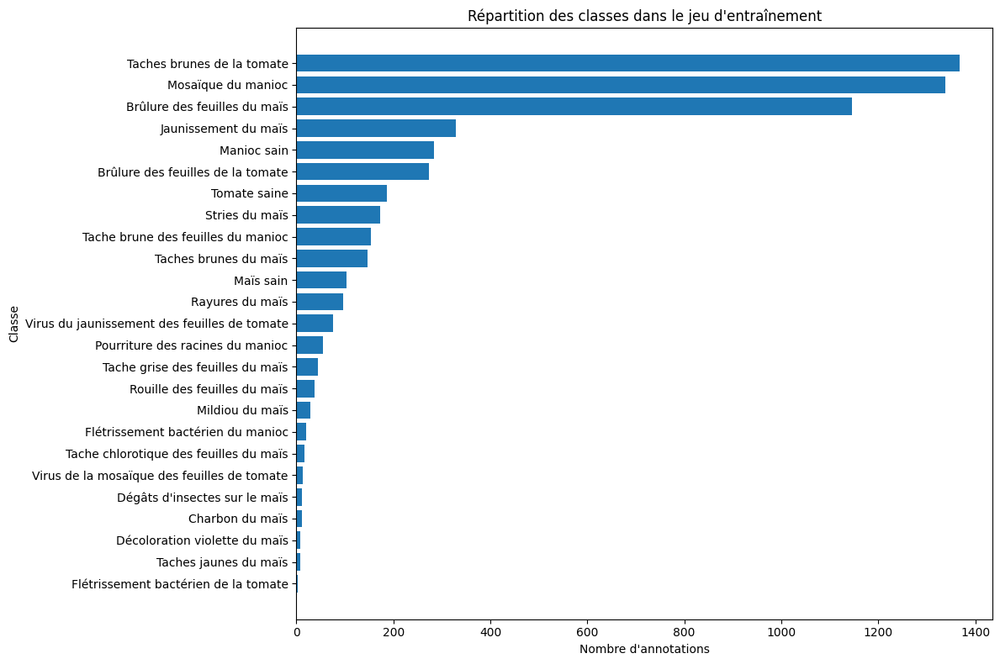 Répartition des classes dans le jeu d'entraînement
Taches brunes de la tomate
Mosaïque du manioc
Brûlure des feuilles du maïs
Jaunissement du maïs
Manioc sain
Brûlure des feuilles de la tomate
Tomate saine
Stries du maïs
Tache brune des feuilles du manioc
Taches brunes du maïs
Maïs sain
Rayures du maïs
Virus du jaunissement des feuilles de tomate
Pourriture des racines du manioc
Tache grise des feuilles du maïs
Rouille des feuilles du maïs
Mildiou du maïs
Flétrissement bactérien du manioc
Tache chlorotique des feuilles du maïs
Virus de la mosaïque des feuilles de tomate
Dégâts d'insectes sur le maïs
Charbon du maïs
Décoloration violette du maïs
Taches jaunes du maïs
Flétrissement bactérien de la tomate
Classe
0 200 400 600 800 1000 1200 1400
Nombre d'annotations